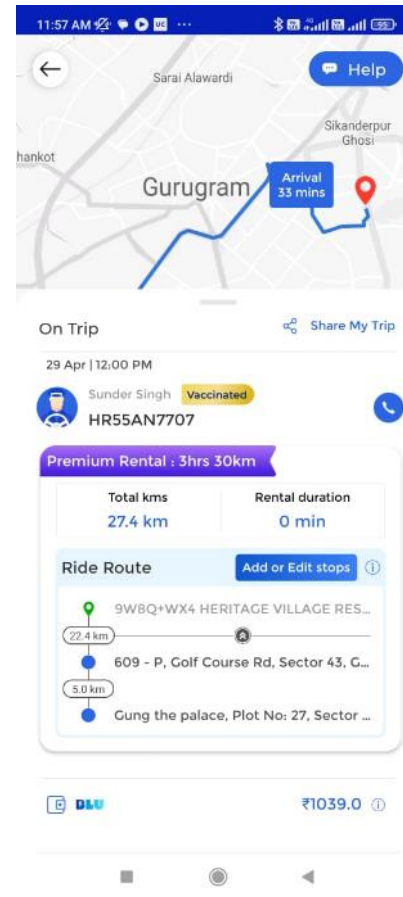 11:57 AM
Sarai Alawardi
Help
Sikanderpur
Ghosi
hankot
Gurugram
Arrival
33 mins
On Trip
Share My Trip
29 Apr | 12:00 PM
Sunder Singh Vaccinated
HR55AN7707
Premium Rental : 3hrs 30km
Total kms
Rental duration
27.4 km
0 min
Ride Route
Add or Edit stops
9W8Q+WX4 HERITAGE VILLAGE RES...
22.4 km
609 - P, Golf Course Rd, Sector 43, G...
5.0 km
Gung the palace, Plot No: 27, Sector ...
BLU
₹1039.0